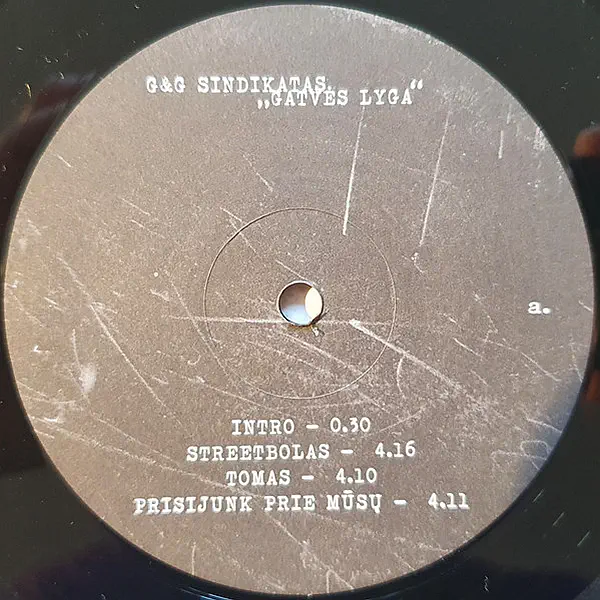 G&G SINDIKATAS.
„GATVĖS LYGA“
a.
INTRO – 0.30
STREETBOLAS – 4.16
TOMAS – 4.10
PRISIJUNK PRIE MŪSŲ – 4.11